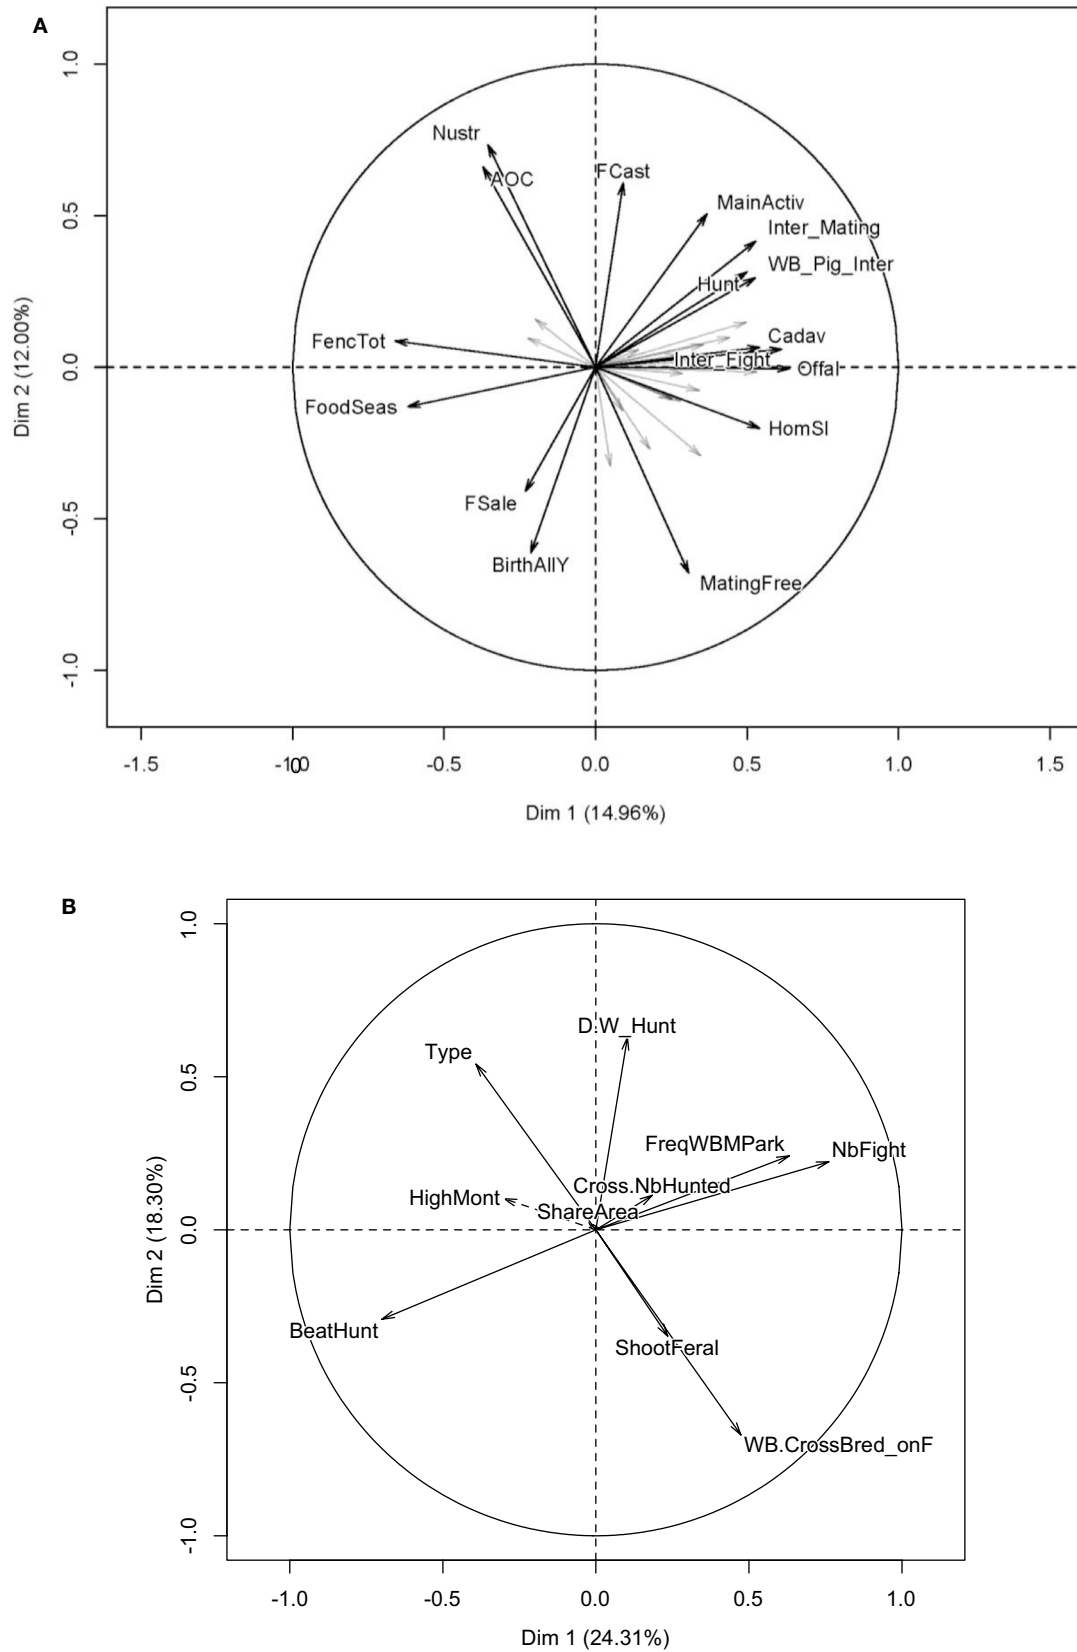 A
1.0
0.5
0.0
-0.5
-1.0
Dim 2 (12.00%)
Nustr
AOC
FCast
MainActiv
Inter_Mating
WB_Pig_Inter
Hunt
Cadav
Inter_Fight
Offal
FencTot
FoodSeas
HomSl
FSale
BirthAllY
MatingFree
-1.5 -1.0 -0.5 0.0 0.5 1.0 1.5
Dim 1 (14.96%)
B
1.0
0.5
0.0
-0.5
-1.0
Dim 2 (18.30%)
D.W_Hunt
Type
FreqWBMPark
NbFight
Cross.NbHunted
HighMont
ShareArea
BeatHunt
ShootFeral
WB.CrossBred_onF
-1.0 -0.5 0.0 0.5 1.0
Dim 1 (24.31%)